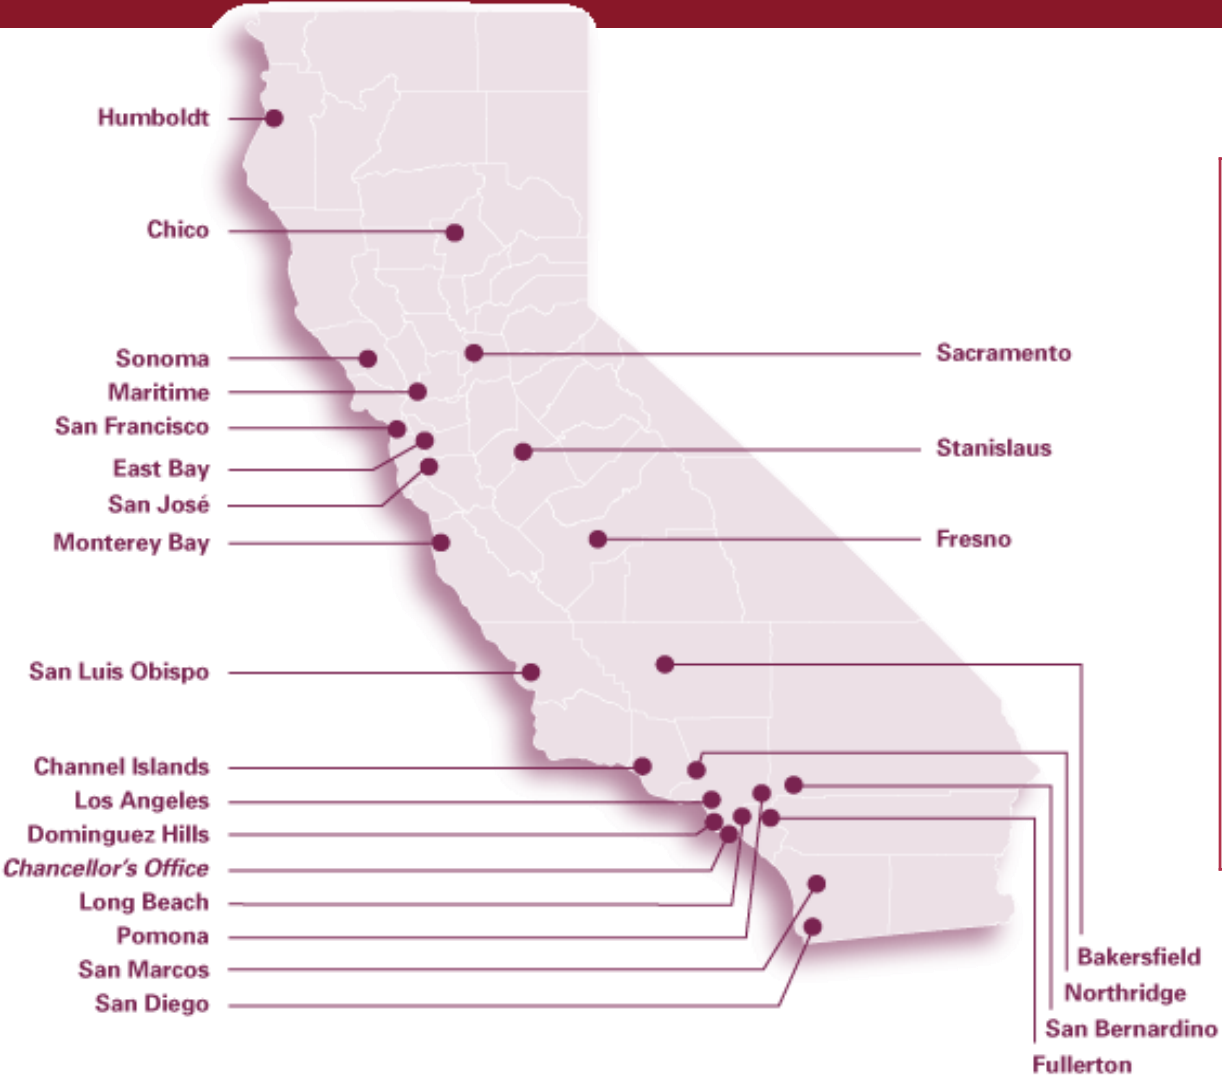 Humboldt
Chico
Sonoma
Maritime
San Francisco
East Bay
San José
Monterey Bay
San Luis Obispo
Channel Islands
Los Angeles
Dominguez Hills
Chancellor's Office
Long Beach
Pomona
San Marcos
San Diego
Sacramento
Stanislaus
Fresno
Bakersfield
Northridge
San Bernardino
Fullerton